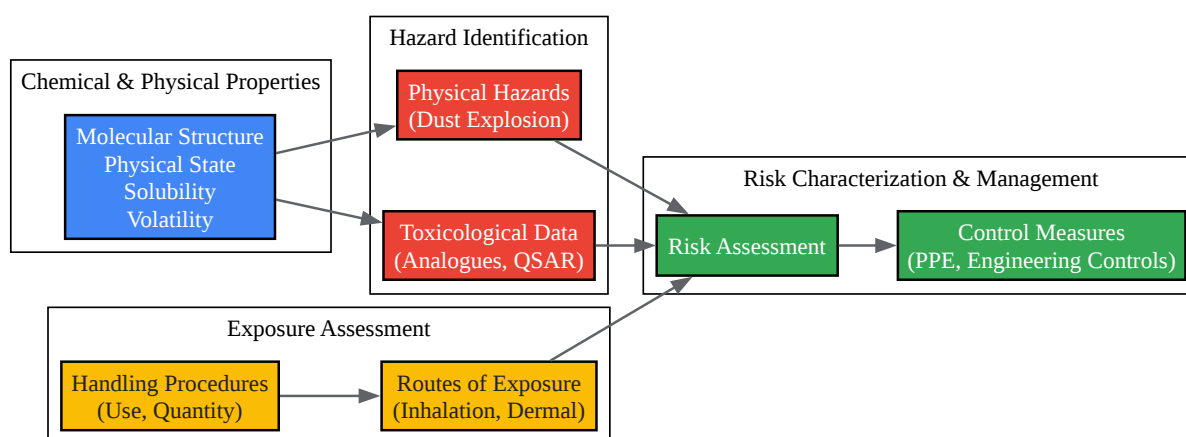 Hazard Identification
Chemical & Physical Properties
Molecular Structure
Physical State
Solubility
Volatility
Physical Hazards
(Dust Explosion)
Toxicological Data
(Analogues, QSAR)
Risk Characterization & Management
Risk Assessment
Control Measures
(PPE, Engineering Controls)
Exposure Assessment
Handling Procedures
(Use, Quantity)
Routes of Exposure
(Inhalation, Dermal)